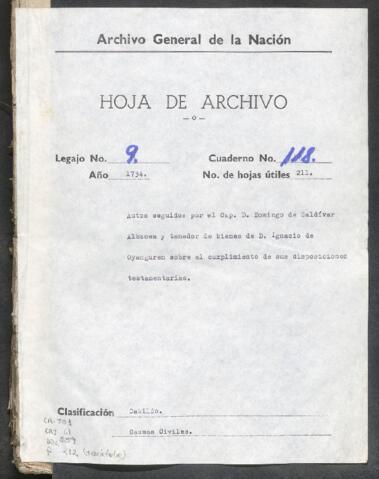 Archivo General de la Nación
HOJA DE ARCHIVO
—o—
Legajo No. 9. Cuaderno No. 118.
Año 1734. No. de hojas útiles 211.
Autos seguidos por el Cap. D. Domingo de Saldívar
Albacea y tenedor de bienes de D. Ignacio de
Oyanguren sobre el cumplimiento de sus disposiciones
testamentarias.
Clasificación Cabildo.
Causas Civiles.